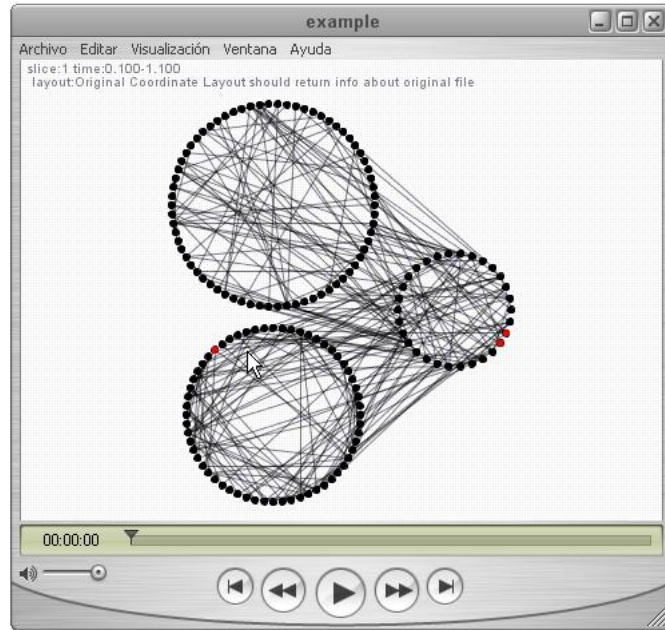 example
Archivo Editar Visualización Ventana Ayuda
slice:1 time:0.100-1.100
layout:Original Coordinate Layout should return info about original file
00:00:00